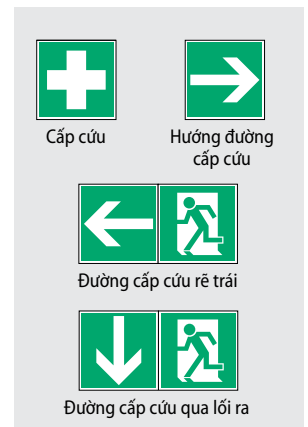 Cấp cứu
Hướng đường
cấp cứu
Đường cấp cứu rẽ trái
Đường cấp cứu qua lối ra